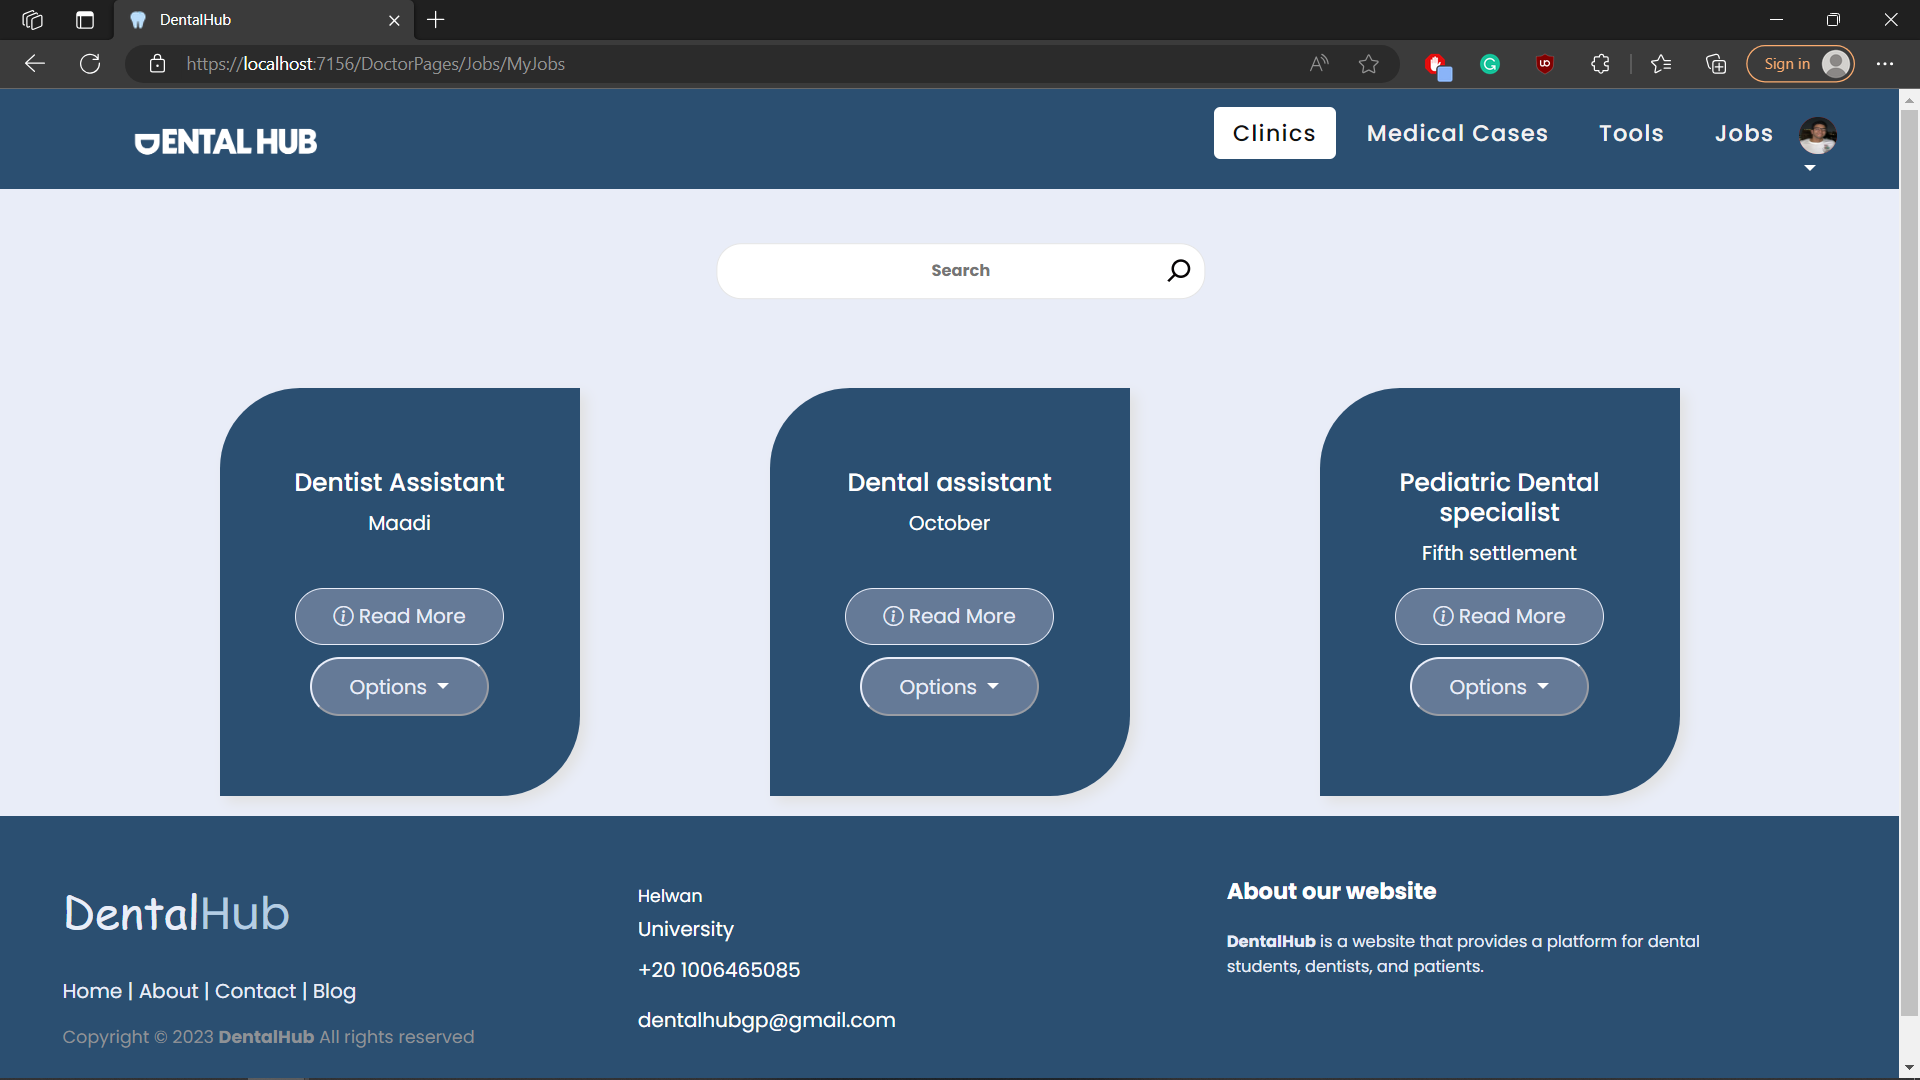 DentalHub
https://localhost:7156/DoctorPages/Jobs/MyJobs
Sign in
DENTAL HUB
Clinics
Medical Cases
Tools
Jobs
Search
Dentist Assistant
Maadi
Read More
Options
Dental assistant
October
Read More
Options
Pediatric Dental
specialist
Fifth settlement
Read More
Options
DentalHub
Home | About | Contact | Blog
Copyright © 2023 DentalHub All rights reserved
Helwan
University
+20 1006465085
dentalhubgp@gmail.com
About our website
DentalHub is a website that provides a platform for dental
students, dentists, and patients.